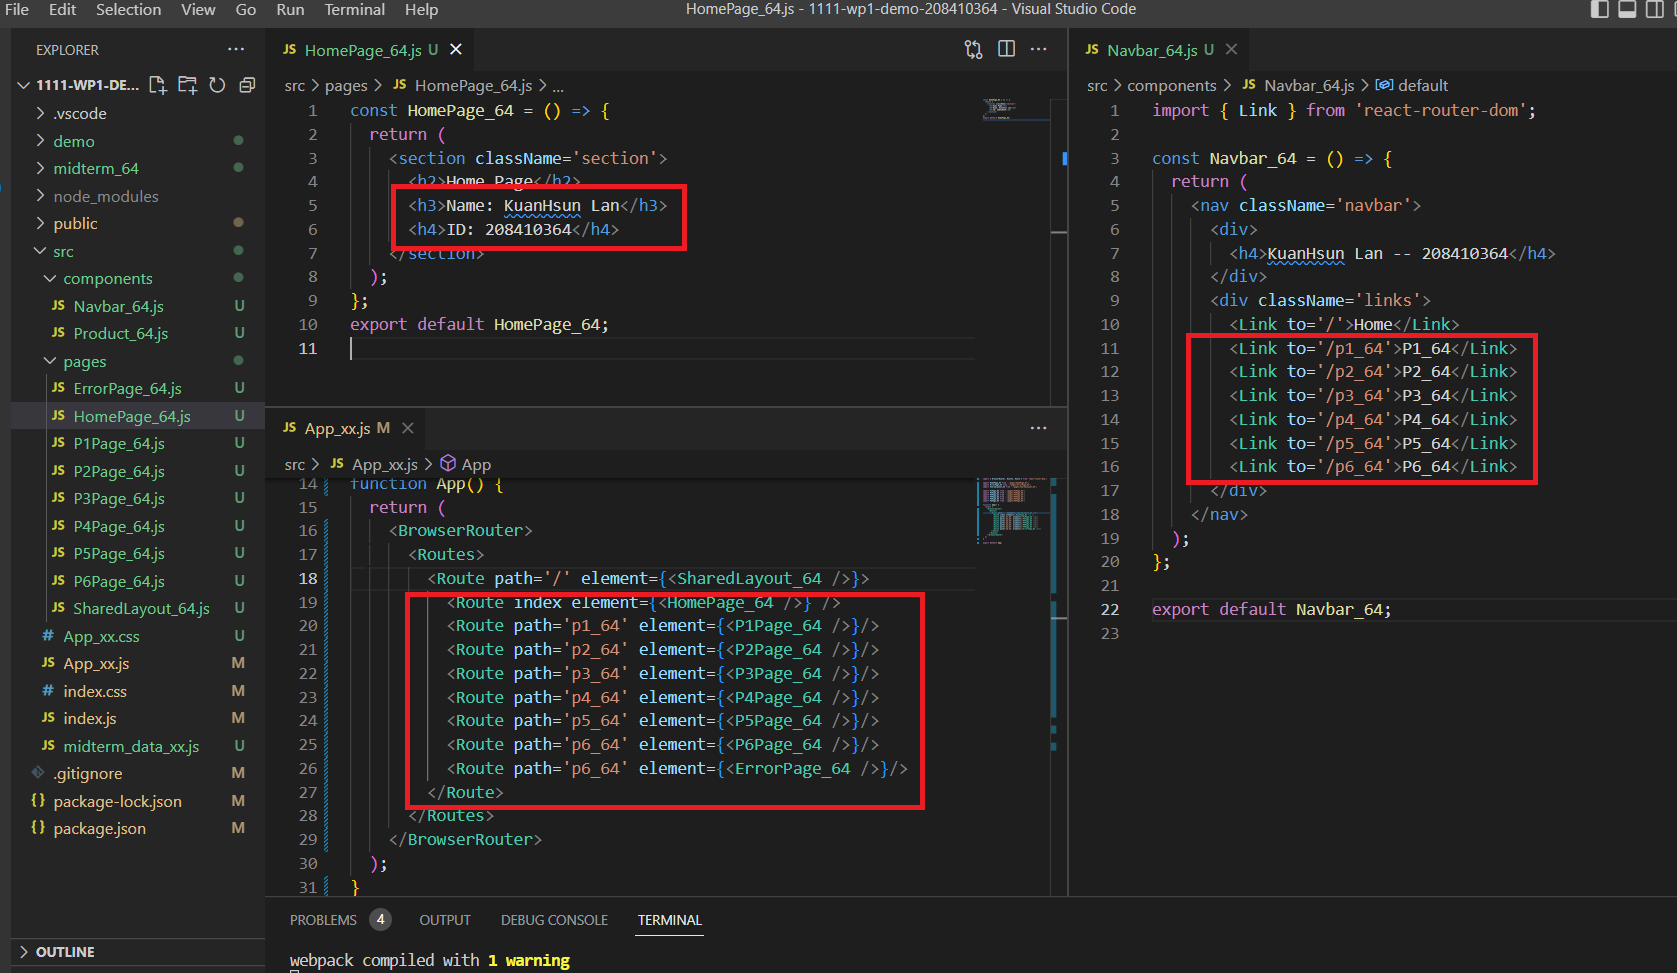 File Edit Selection View Go Run Terminal Help HomePage_64.js - 1111-wp1-demo-208410364 - Visual Studio Code
EXPLORER ···
1111-WP1-DE...
.vscode
demo
midterm_64
node_modules
public
src
components
JS Navbar_64.js U
JS Product_64.js U
pages
JS ErrorPage_64.js U
JS HomePage_64.js U
JS P1Page_64.js U
JS P2Page_64.js U
JS P3Page_64.js U
JS P4Page_64.js U
JS P5Page_64.js U
JS P6Page_64.js U
JS SharedLayout_64.js U
# App_xx.css U
JS App_xx.js M
# index.css M
JS index.js M
JS midterm_data_xx.js U
.gitignore M
{} package-lock.json M
{} package.json M
OUTLINE
JS HomePage_64.js U
src > pages > JS HomePage_64.js > ...
1 const HomePage_64 = () => {
2 return (
3 <section className='section'>
4 <h2>Home Page</h2>
5 <h3>Name: KuanHsun Lan</h3>
6 <h4>ID: 208410364</h4>
7 </section>
8 );
9 };
10 export default HomePage_64;
11
JS App_xx.js M
src > JS App_xx.js > App
14 function App() {
15 return (
16 <BrowserRouter>
17 <Routes>
18 <Route path='/' element={<SharedLayout_64 />}>
19 <Route index element={<HomePage_64 />} />
20 <Route path='p1_64' element={<P1Page_64 />}/>
21 <Route path='p2_64' element={<P2Page_64 />}/>
22 <Route path='p3_64' element={<P3Page_64 />}/>
23 <Route path='p4_64' element={<P4Page_64 />}/>
24 <Route path='p5_64' element={<P5Page_64 />}/>
25 <Route path='p6_64' element={<P6Page_64 />}/>
26 <Route path='p6_64' element={<ErrorPage_64 />}/>
27 </Route>
28 </Routes>
29 </BrowserRouter>
30 );
31 }
JS Navbar_64.js U
src > components > JS Navbar_64.js > default
1 import { Link } from 'react-router-dom';
2
3 const Navbar_64 = () => {
4 return (
5 <nav className='navbar'>
6 <div>
7 <h4>KuanHsun Lan -- 208410364</h4>
8 </div>
9 <div className='links'>
10 <Link to='/'>Home</Link>
11 <Link to='/p1_64'>P1_64</Link>
12 <Link to='/p2_64'>P2_64</Link>
13 <Link to='/p3_64'>P3_64</Link>
14 <Link to='/p4_64'>P4_64</Link>
15 <Link to='/p5_64'>P5_64</Link>
16 <Link to='/p6_64'>P6_64</Link>
17 </div>
18 </nav>
19 );
20 };
21
22 export default Navbar_64;
23
PROBLEMS 4 OUTPUT DEBUG CONSOLE TERMINAL
webpack compiled with 1 warning